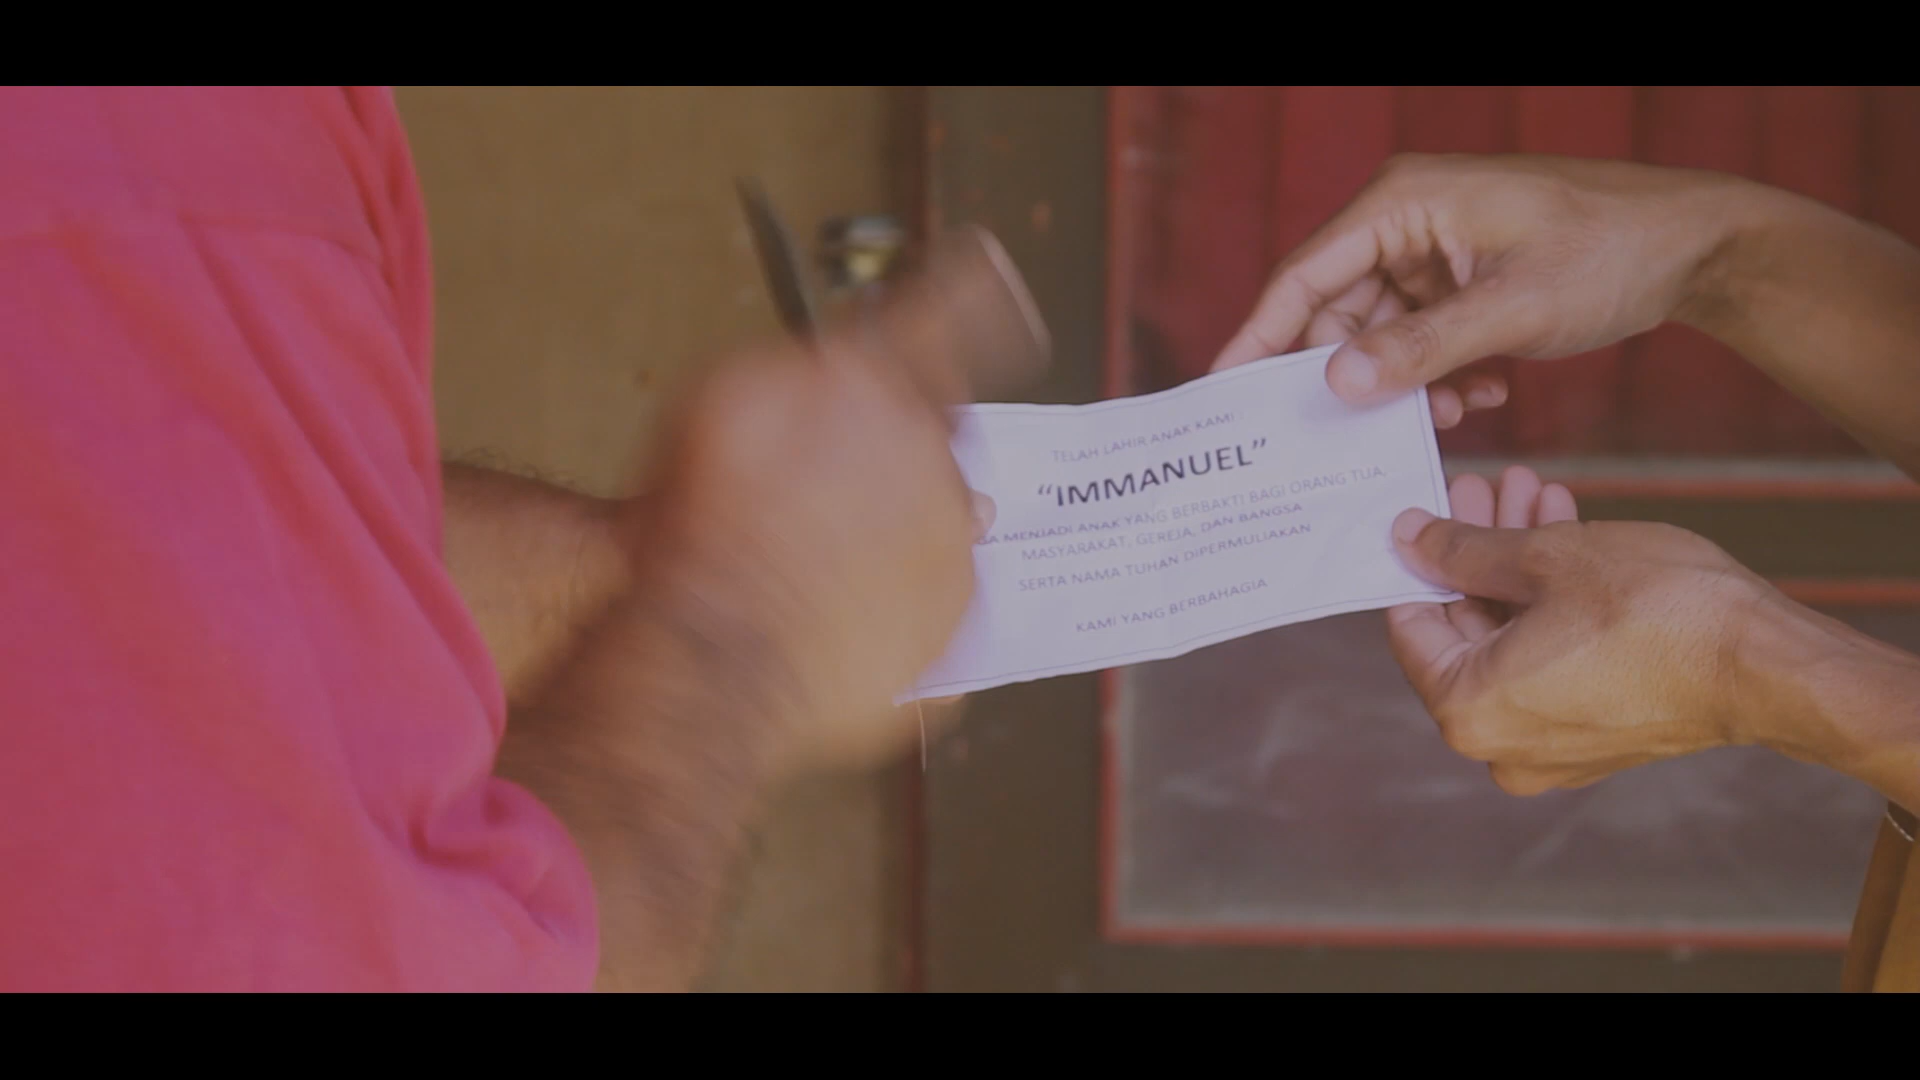 TELAH LAHIR ANAK KAMI
“IMMANUEL”
MENJADI ANAK YANG BERBAKTI BAGI ORANG TUA,
MASYARAKAT, GEREJA, DAN BANGSA
SERTA NAMA TUHAN DIPERMULIAKAN
KAMI YANG BERBAHAGIA